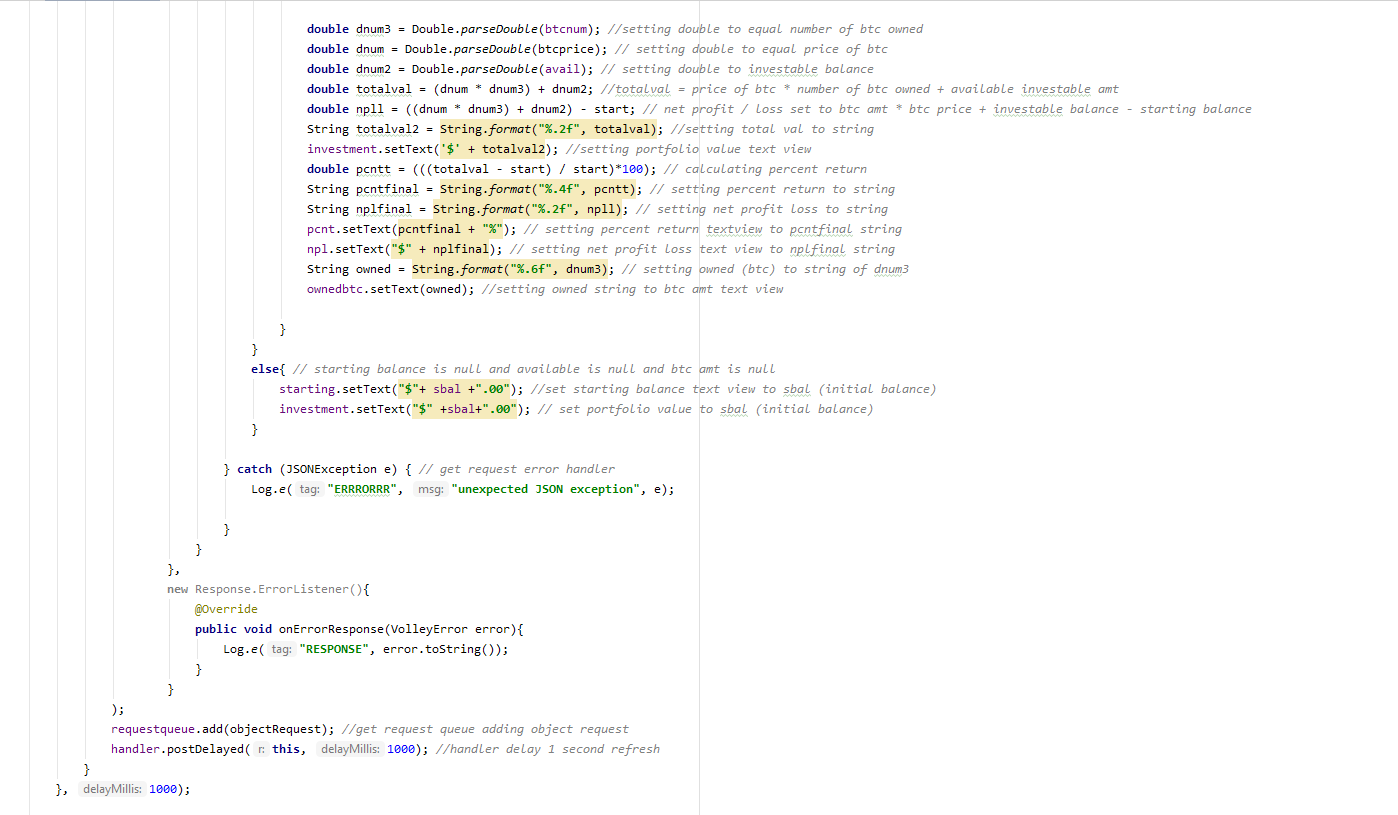 double dnum3 = Double.parseDouble(btcnum); //setting double to equal number of btc owned
double dnum = Double.parseDouble(btcprice); // setting double to equal price of btc
double dnum2 = Double.parseDouble(avail); // setting double to investable balance
double totalval = (dnum * dnum3) + dnum2; //totalval = price of btc * number of btc owned + available investable amt
double npll = ((dnum * dnum3) + dnum2) - start; // net profit / loss set to btc amt * btc price + investable balance - starting balance
String totalval2 = String.format("%.2f", totalval); //setting total val to string
investment.setText('$' + totalval2); //setting portfolio value text view
double pcntt = (((totalval - start) / start)*100); // calculating percent return
String pcntfinal = String.format("%.4f", pcntt); // setting percent return to string
String nplfinal = String.format("%.2f", npll); // setting net profit loss to string
pcnt.setText(pcntfinal + "%"); // setting percent return textview to pcntfinal string
npl.setText("$" + nplfinal); // setting net profit loss text view to nplfinal string
String owned = String.format("%.6f", dnum3); // setting owned (btc) to string of dnum3
ownedbtc.setText(owned); //setting owned string to btc amt text view
}
}
else{ // starting balance is null and available is null and btc amt is null
starting.setText("$"+ sbal +".00"); //set starting balance text view to sbal (initial balance)
investment.setText("$" +sbal+".00"); // set portfolio value to sbal (initial balance)
}
} catch (JSONException e) { // get request error handler
Log.e( tag: "ERRRORRR", msg: "unexpected JSON exception", e);
}
}
},
new Response.ErrorListener(){
@Override
public void onErrorResponse(VolleyError error){
Log.e( tag: "RESPONSE", error.toString());
}
}
);
requestqueue.add(objectRequest); //get request queue adding object request
handler.postDelayed( r: this, delayMillis: 1000); //handler delay 1 second refresh
}
}, delayMillis: 1000);